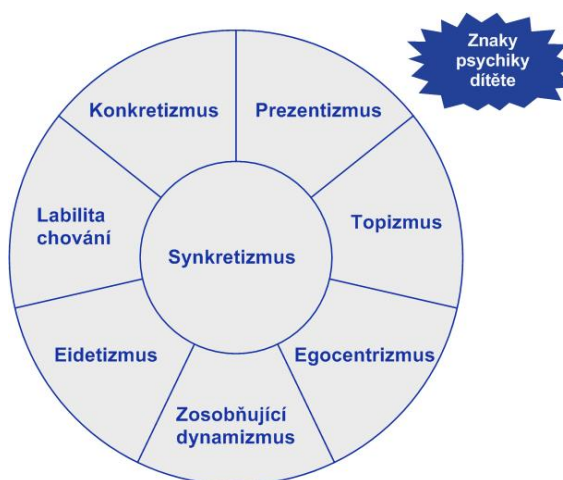 Znaky
psychiky
dítěte
Konkretizmus
Prezentizmus
Labilita
chování
Topizmus
Synkretizmus
Eidetizmus
Egocentrizmus
Zosobňující
dynamizmus